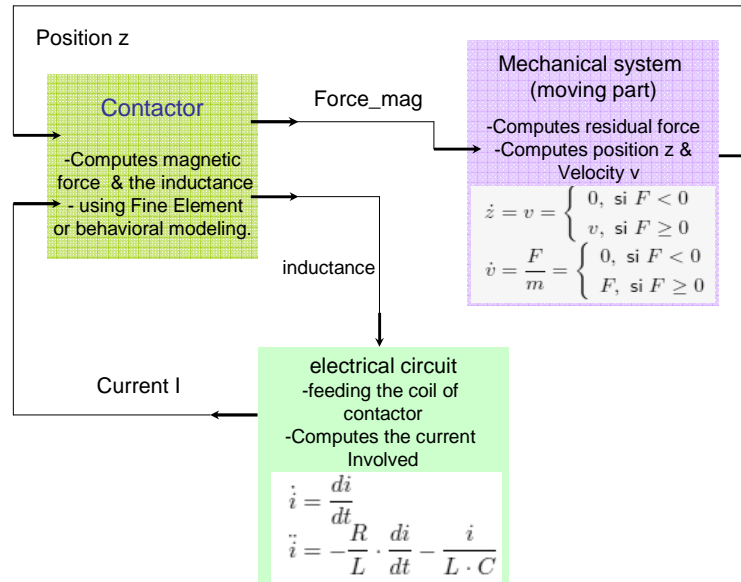 Position z
Contactor
-Computes magnetic
force & the inductance
- using Fine Element
or behavioral modeling.
Force_mag
Mechanical system
(moving part)
-Computes residual force
-Computes position z &
Velocity v
ż = v = { 0, si F < 0
v, si F ≥ 0
v̇ = F/m = { 0, si F < 0
F, si F ≥ 0
inductance
Current I
electrical circuit
-feeding the coil of
contactor
-Computes the current
Involved
i̇ = di/dt
ï = -R/L · di/dt - i/(L · C)